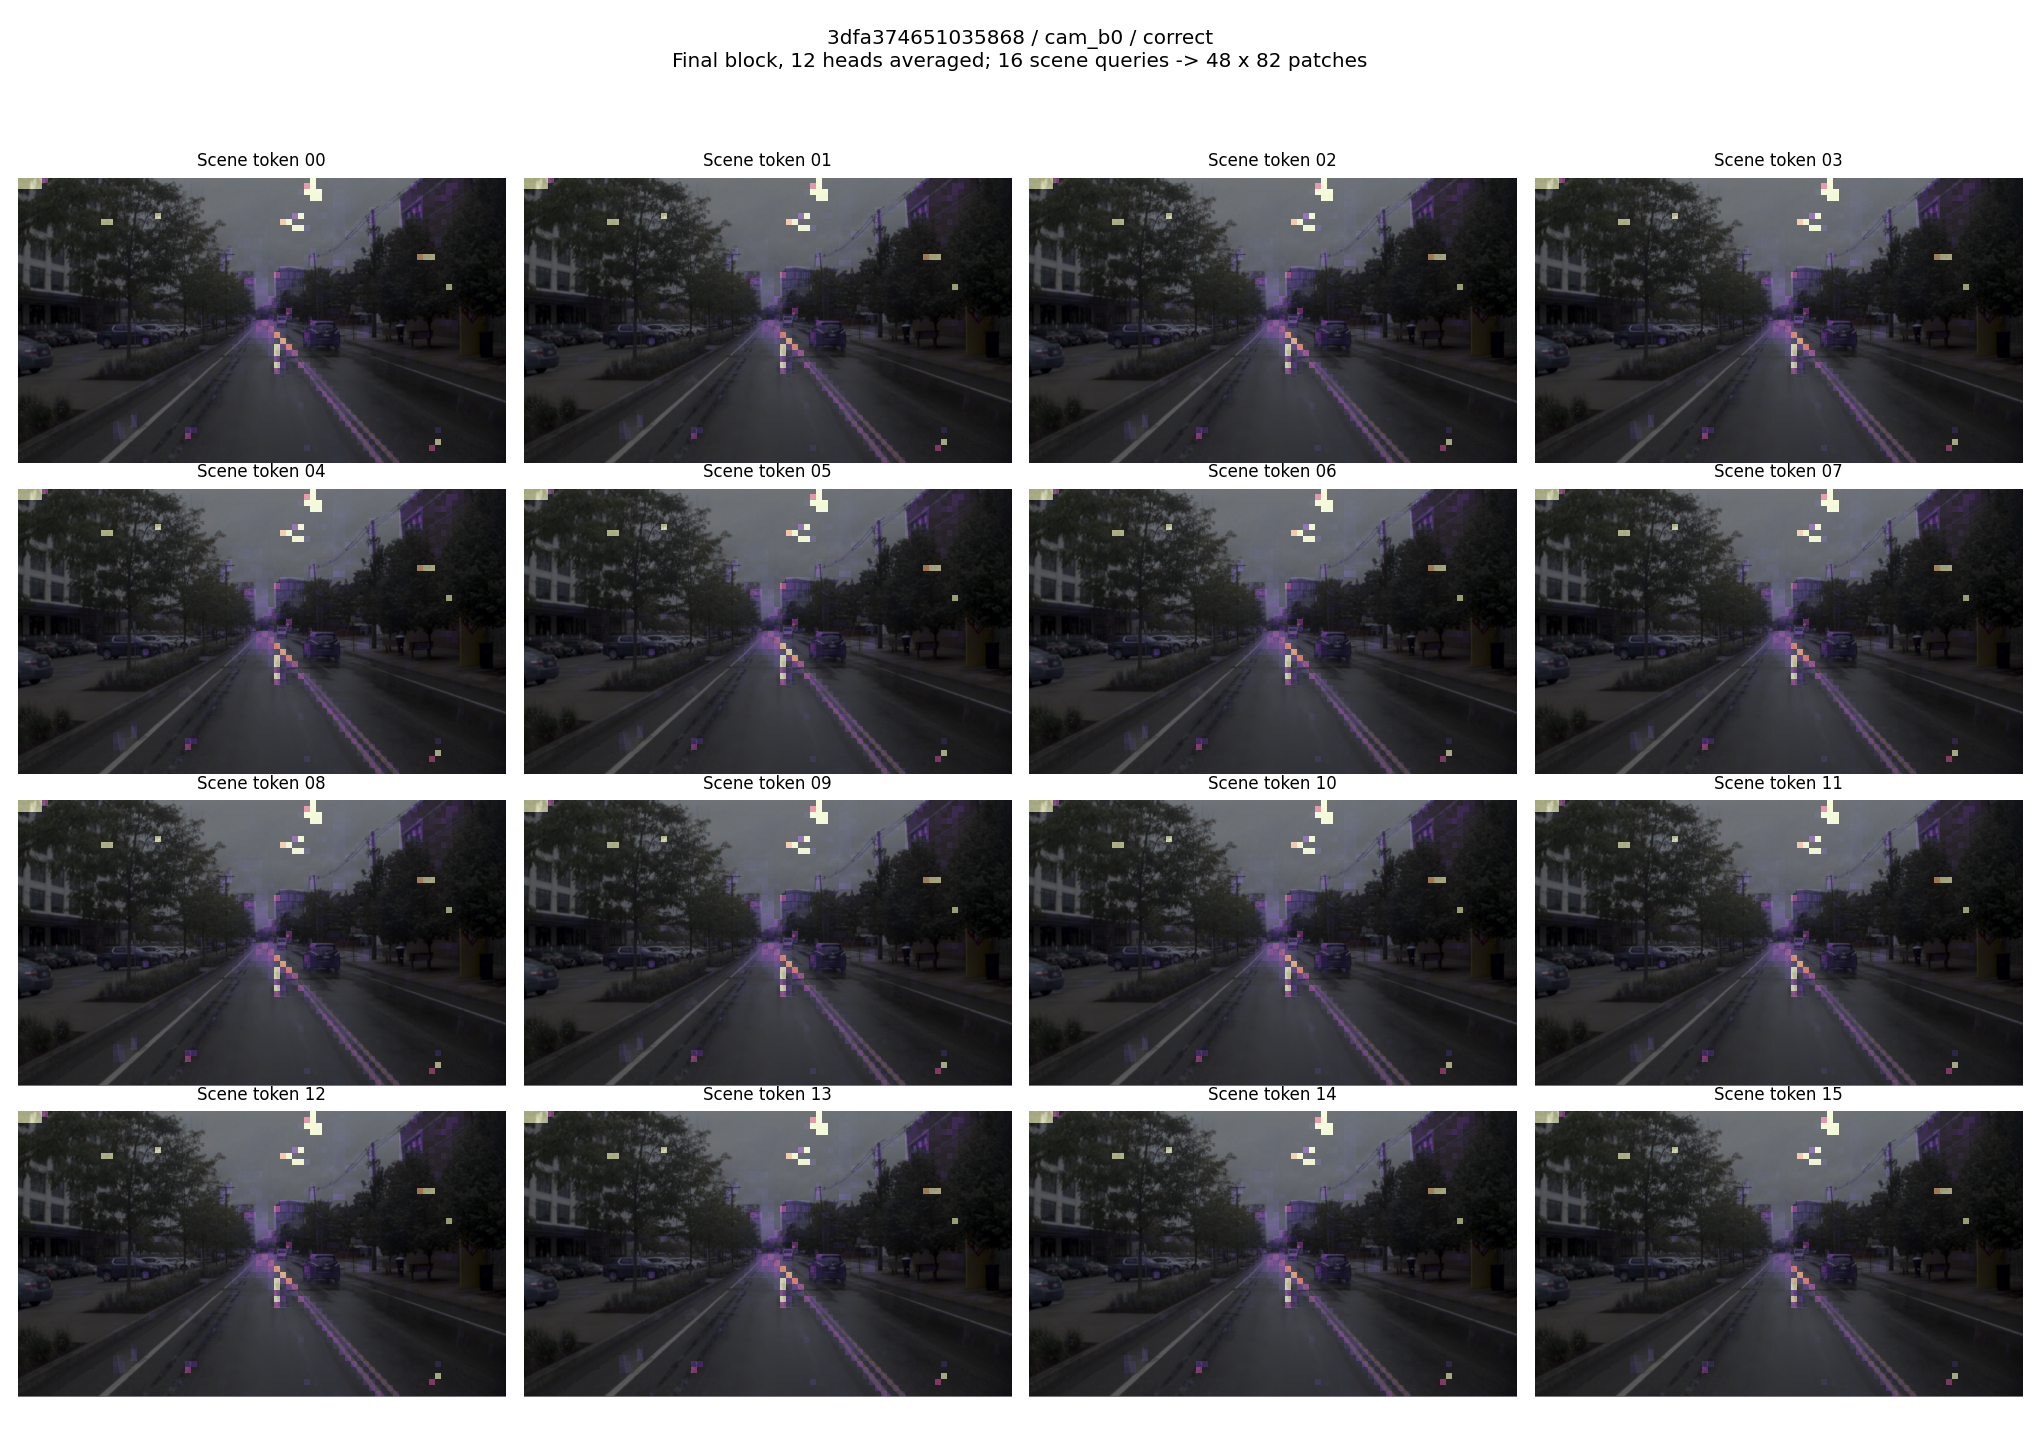 3dfa374651035868 / cam_b0 / correct
Final block, 12 heads averaged; 16 scene queries -> 48 x 82 patches
Scene token 00
Scene token 01
Scene token 02
Scene token 03
Scene token 04
Scene token 05
Scene token 06
Scene token 07
Scene token 08
Scene token 09
Scene token 10
Scene token 11
Scene token 12
Scene token 13
Scene token 14
Scene token 15